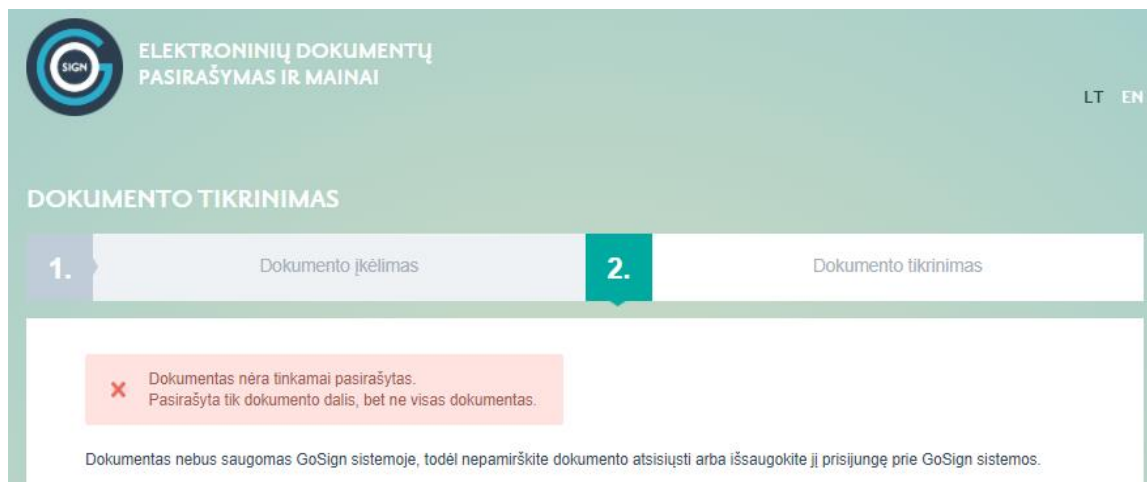 SIGN
ELEKTRONINIŲ DOKUMENTŲ
PASIRAŠYMAS IR MAINAI
LT EN
DOKUMENTO TIKRINIMAS
1. Dokumento įkėlimas 2. Dokumento tikrinimas
Dokumentas nėra tinkamai pasirašytas.
Pasirašyta tik dokumento dalis, bet ne visas dokumentas.
Dokumentas nebus saugomas GoSign sistemoje, todėl nepamirškite dokumento atsisiųsti arba išsaugokite jį prisijungę prie GoSign sistemos.